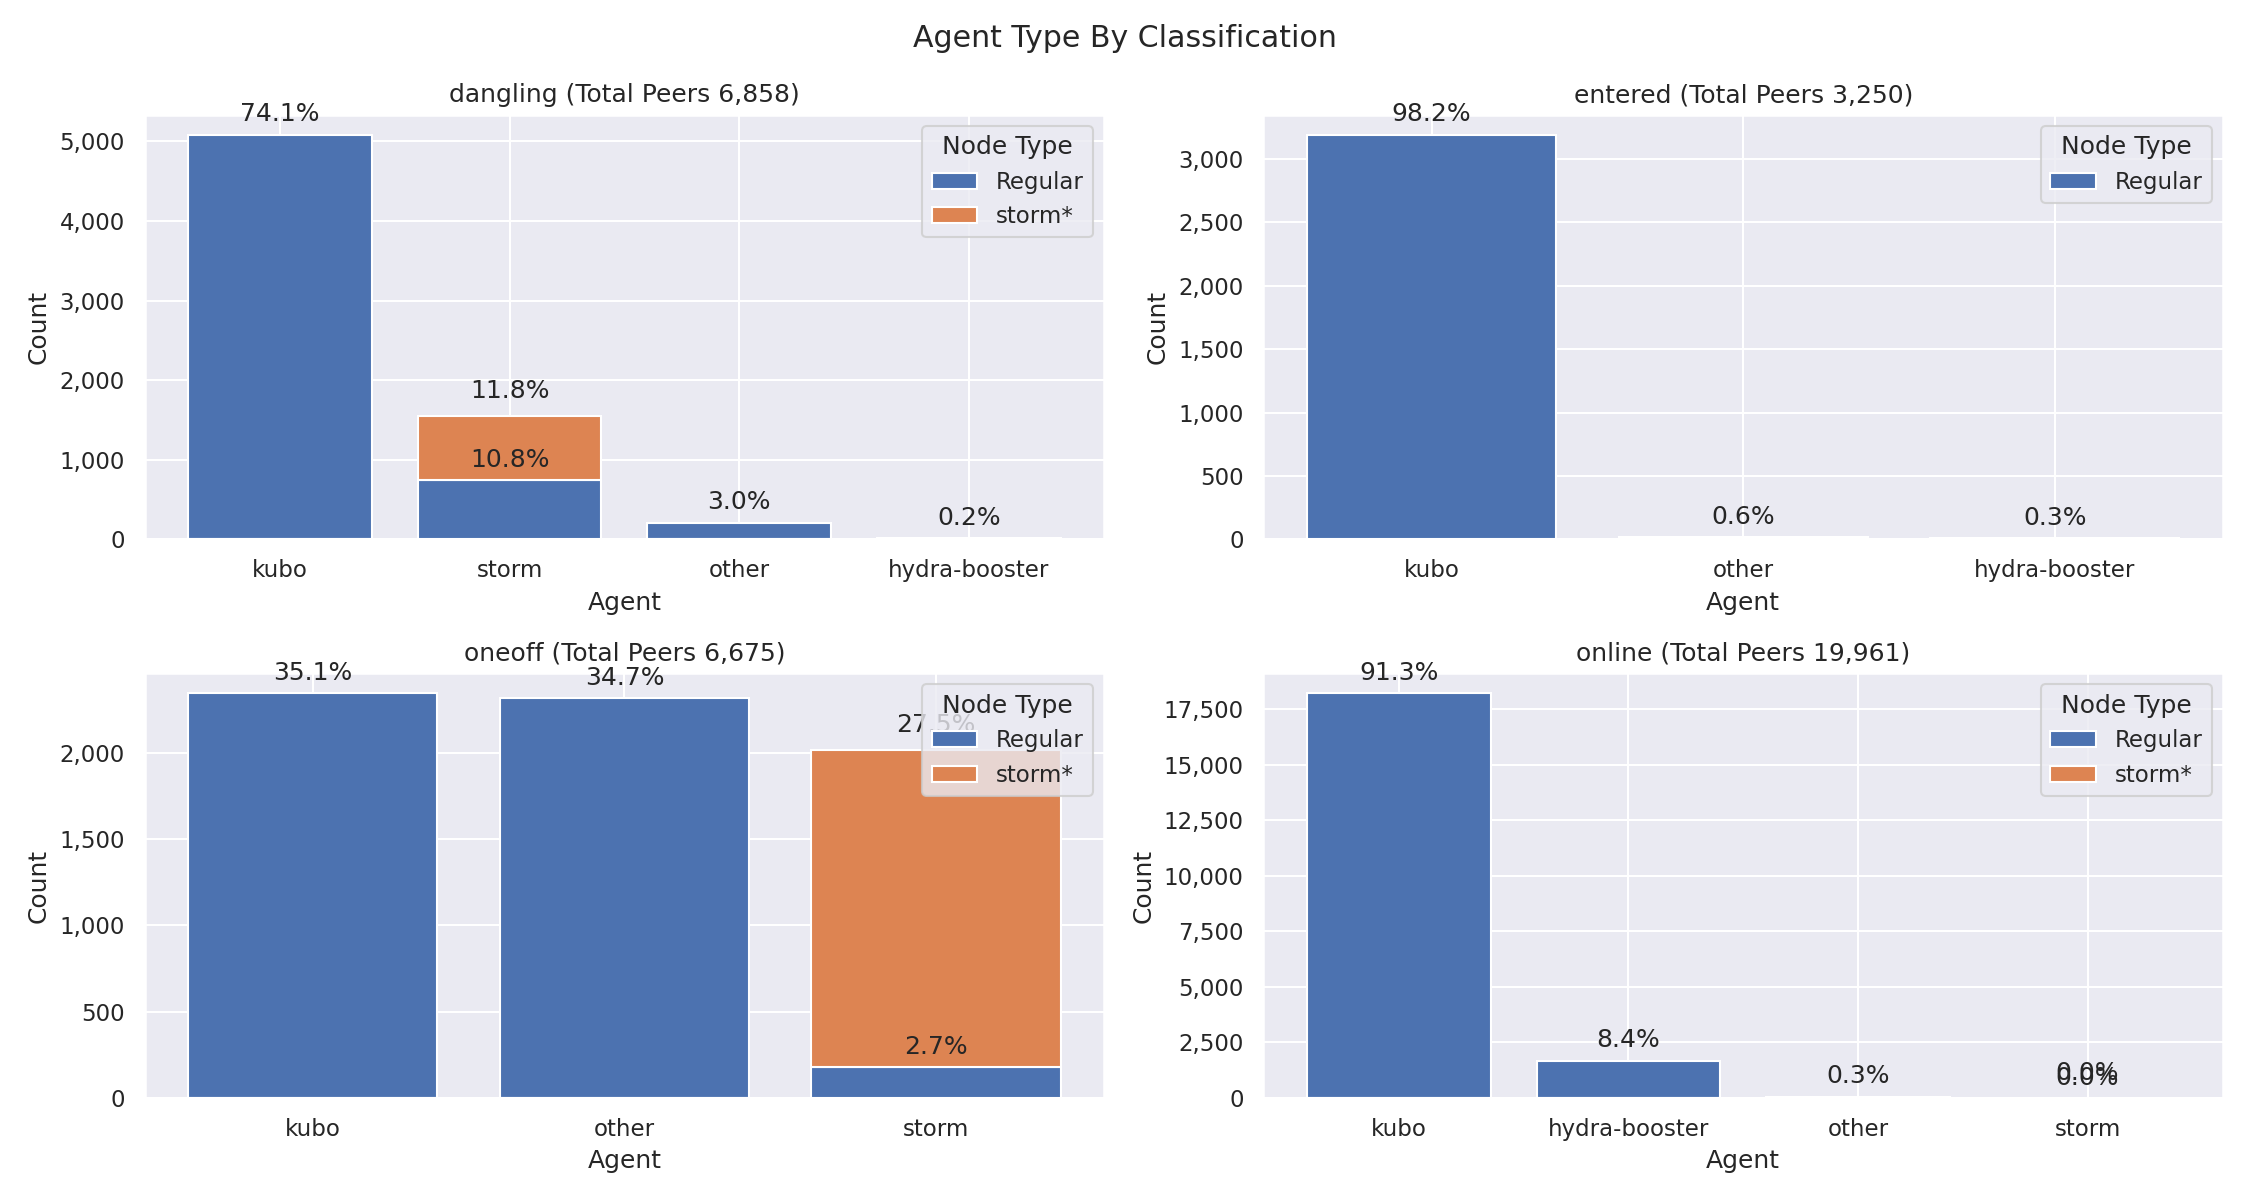 Agent Type By Classification
dangling (Total Peers 6,858)
74.1%
11.8%
10.8%
3.0%
0.2%
Node Type
Regular
storm*
5,000
4,000
3,000
2,000
1,000
0
Count
kubo
storm
other
hydra-booster
Agent
entered (Total Peers 3,250)
98.2%
0.6%
0.3%
Node Type
Regular
3,000
2,500
2,000
1,500
1,000
500
0
Count
kubo
other
hydra-booster
Agent
oneoff (Total Peers 6,675)
35.1%
34.7%
27.5%
2.7%
Node Type
Regular
storm*
2,000
1,500
1,000
500
0
Count
kubo
other
storm
Agent
online (Total Peers 19,961)
91.3%
8.4%
0.3%
0.0%
0.0%
Node Type
Regular
storm*
17,500
15,000
12,500
10,000
7,500
5,000
2,500
0
Count
kubo
hydra-booster
other
storm
Agent